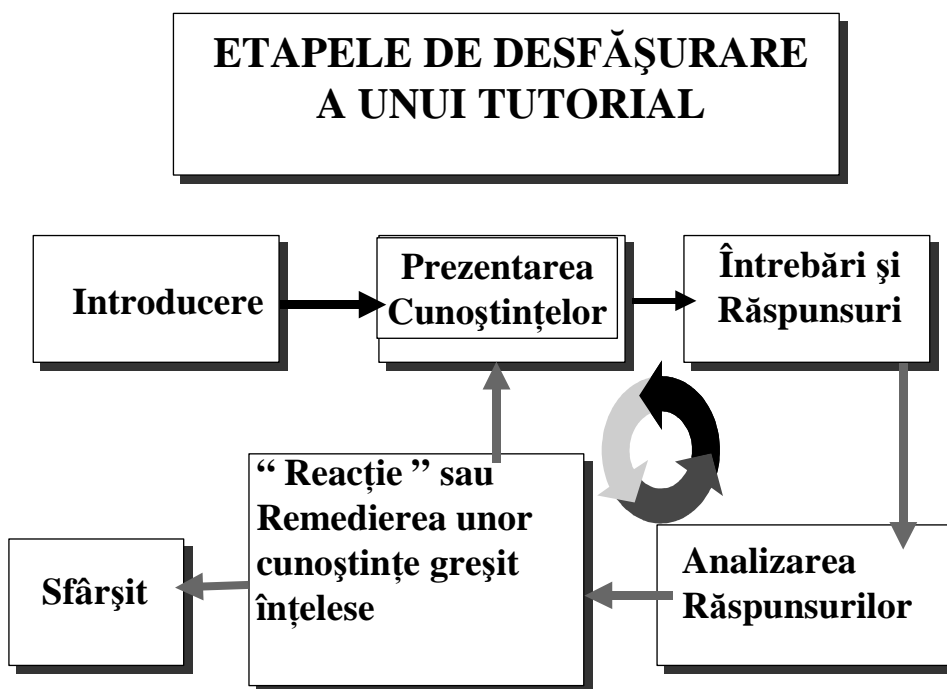 ETAPELE DE DESFĂŞURARE
A UNUI TUTORIAL
Introducere
Prezentarea
Cunoştinţelor
Întrebări şi
Răspunsuri
“ Reacţie ” sau
Remedierea unor
cunoştinţe greşit
înţelese
Analizarea
Răspunsurilor
Sfârşit